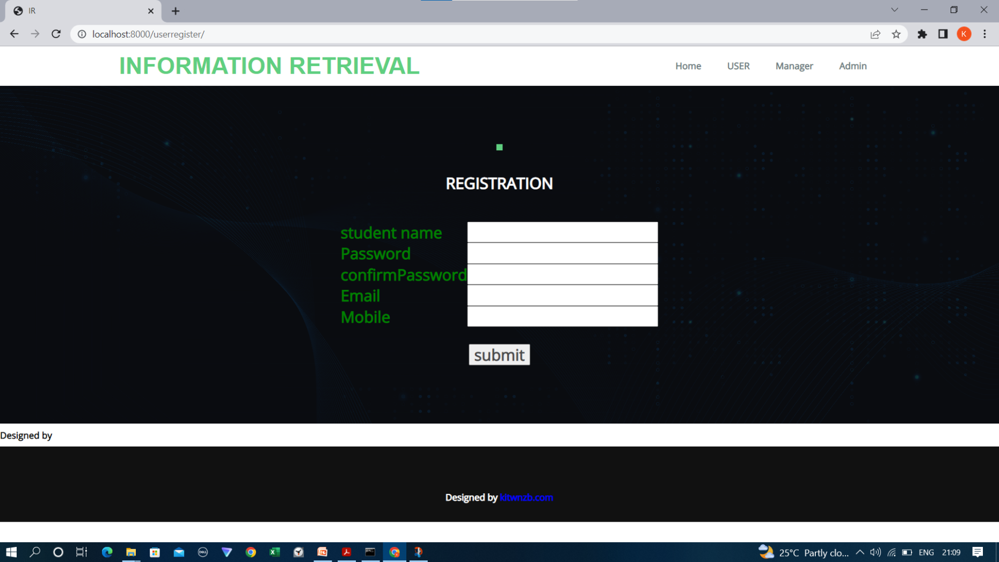 IR
localhost:8000/userregister/
K
INFORMATION RETRIEVAL
Home USER Manager Admin
REGISTRATION
student name
Password
confirmPassword
Email
Mobile
submit
Designed by
Designed by kitwnzb.com
25°C Partly clo... ENG 21:09